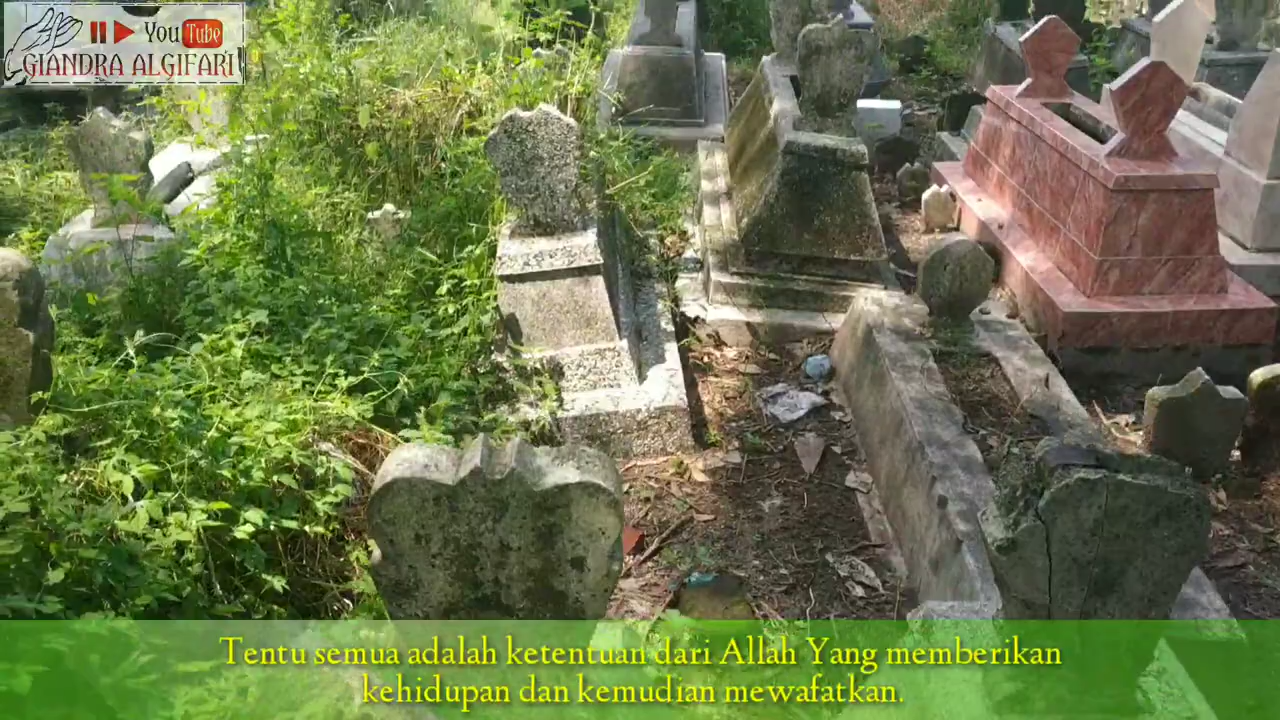 YouTube
GIANDRA ALGIFARI
Tentu semua adalah ketentuan dari Allah Yang memberikan
kehidupan dan kemudian mewafatkan.